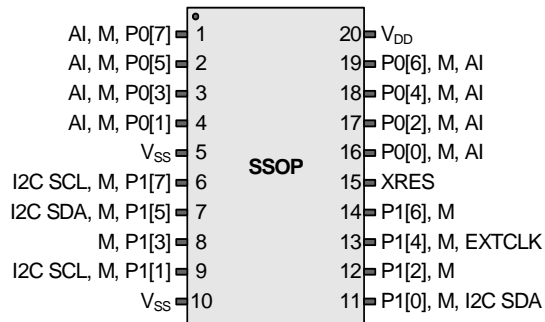 AI, M, P0[7] 1 20 VDD
AI, M, P0[5] 2 19 P0[6], M, AI
AI, M, P0[3] 3 18 P0[4], M, AI
AI, M, P0[1] 4 17 P0[2], M, AI
VSS 5 16 P0[0], M, AI
SSOP
I2C SCL, M, P1[7] 6 15 XRES
I2C SDA, M, P1[5] 7 14 P1[6], M
M, P1[3] 8 13 P1[4], M, EXTCLK
I2C SCL, M, P1[1] 9 12 P1[2], M
VSS 10 11 P1[0], M, I2C SDA